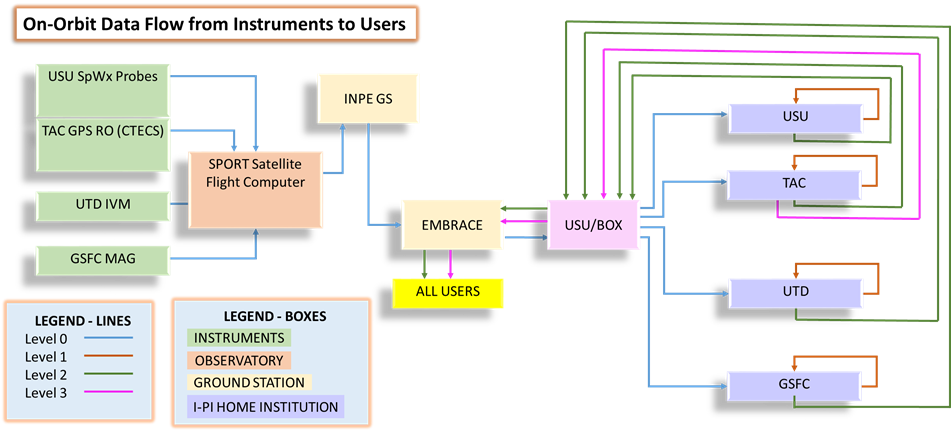 On-Orbit Data Flow from Instruments to Users
USU SpWx Probes
TAC GPS RO (CTECS)
UTD IVM
GSFC MAG
SPORT Satellite
Flight Computer
INPE GS
EMBRACE
ALL USERS
USU/BOX
USU
TAC
UTD
GSFC
LEGEND - LINES
Level 0
Level 1
Level 2
Level 3
LEGEND - BOXES
INSTRUMENTS
OBSERVATORY
GROUND STATION
I-PI HOME INSTITUTION